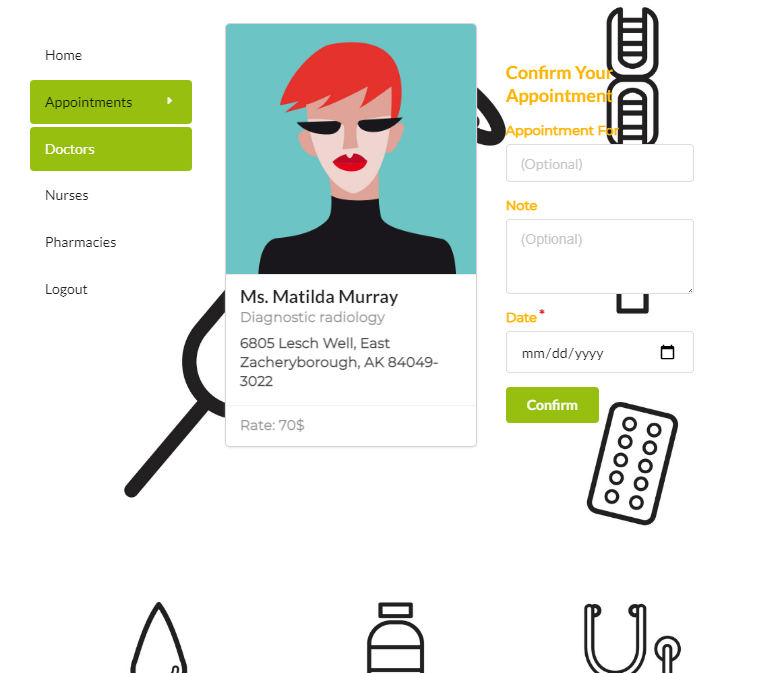 Home
Appointments
Doctors
Nurses
Pharmacies
Logout
Ms. Matilda Murray
Diagnostic radiology
6805 Lesch Well, East
Zacheryborough, AK 84049-
3022
Rate: 70$
Confirm Your
Appointment
Appointment For
(Optional)
Note
(Optional)
Date *
mm/dd/yyyy
Confirm